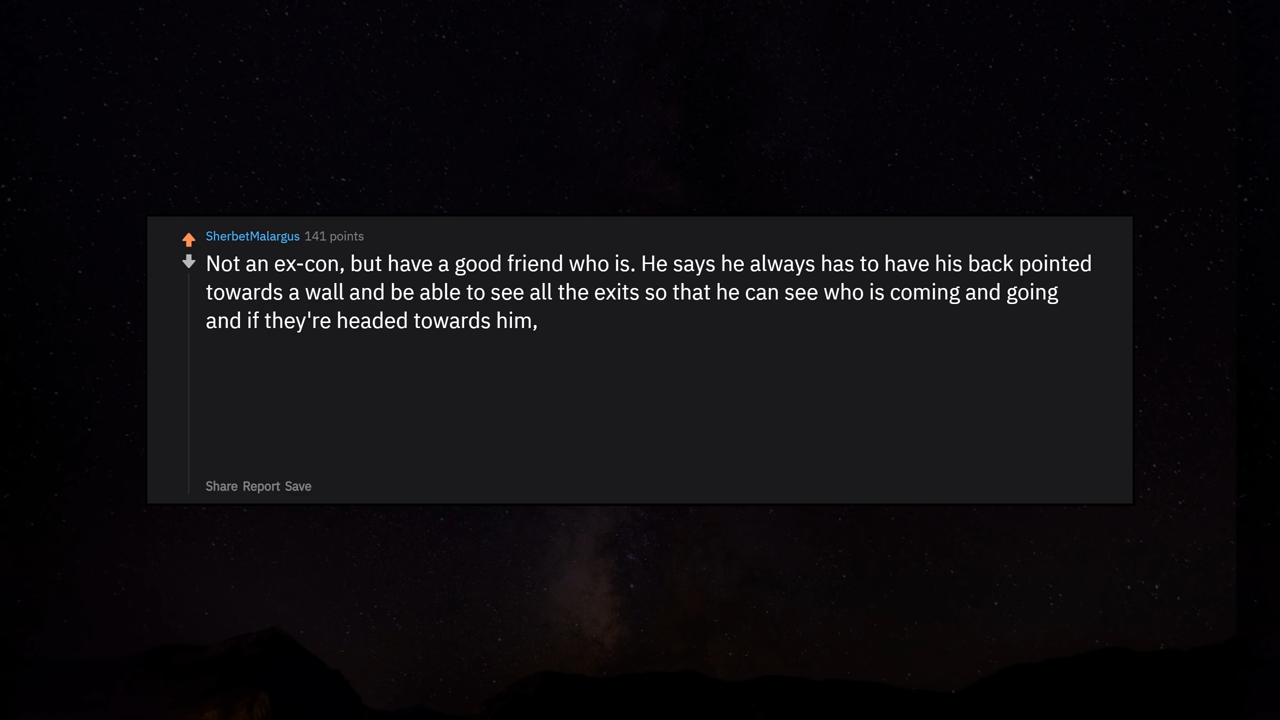 SherbetMalargus 141 points
Not an ex-con, but have a good friend who is. He says he always has to have his back pointed
towards a wall and be able to see all the exits so that he can see who is coming and going
and if they're headed towards him,
Share Report Save